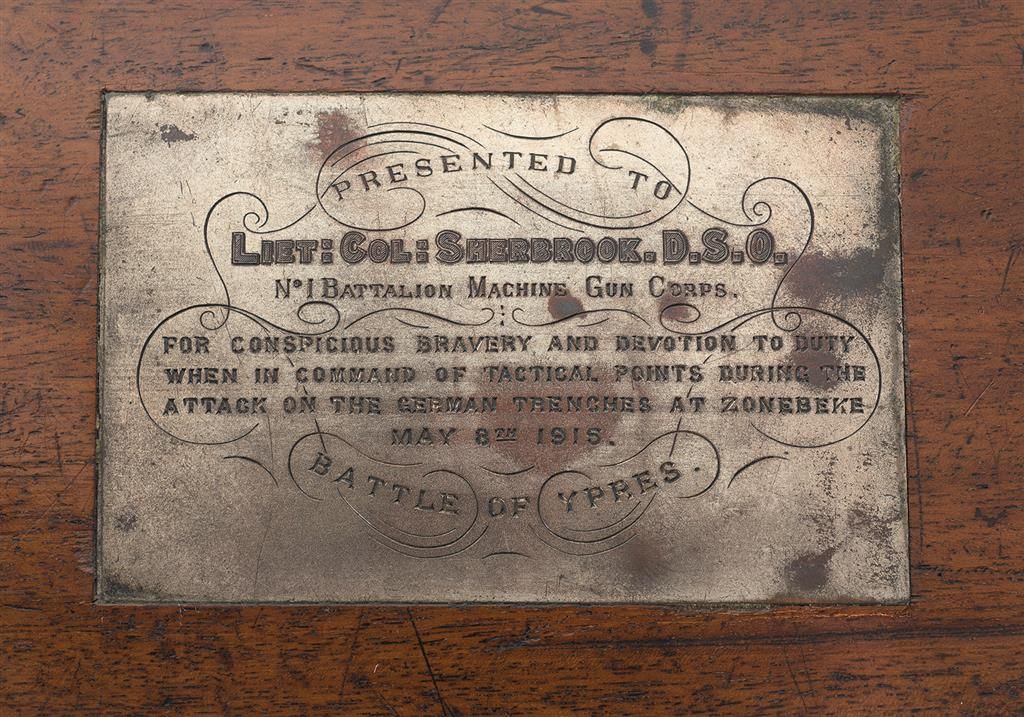 PRESENTED TO
LIET: COL: SHERBROOK. D.S.O.
No 1 BATTALION MACHINE GUN CORPS.
FOR CONSPICIOUS BRAVERY AND DEVOTION TO DUTY
WHEN IN COMMAND OF TACTICAL POINTS DURING THE
ATTACK ON THE GERMAN TRENCHES AT ZONEBEKE
MAY 8TH 1915.
BATTLE OF YPRES.